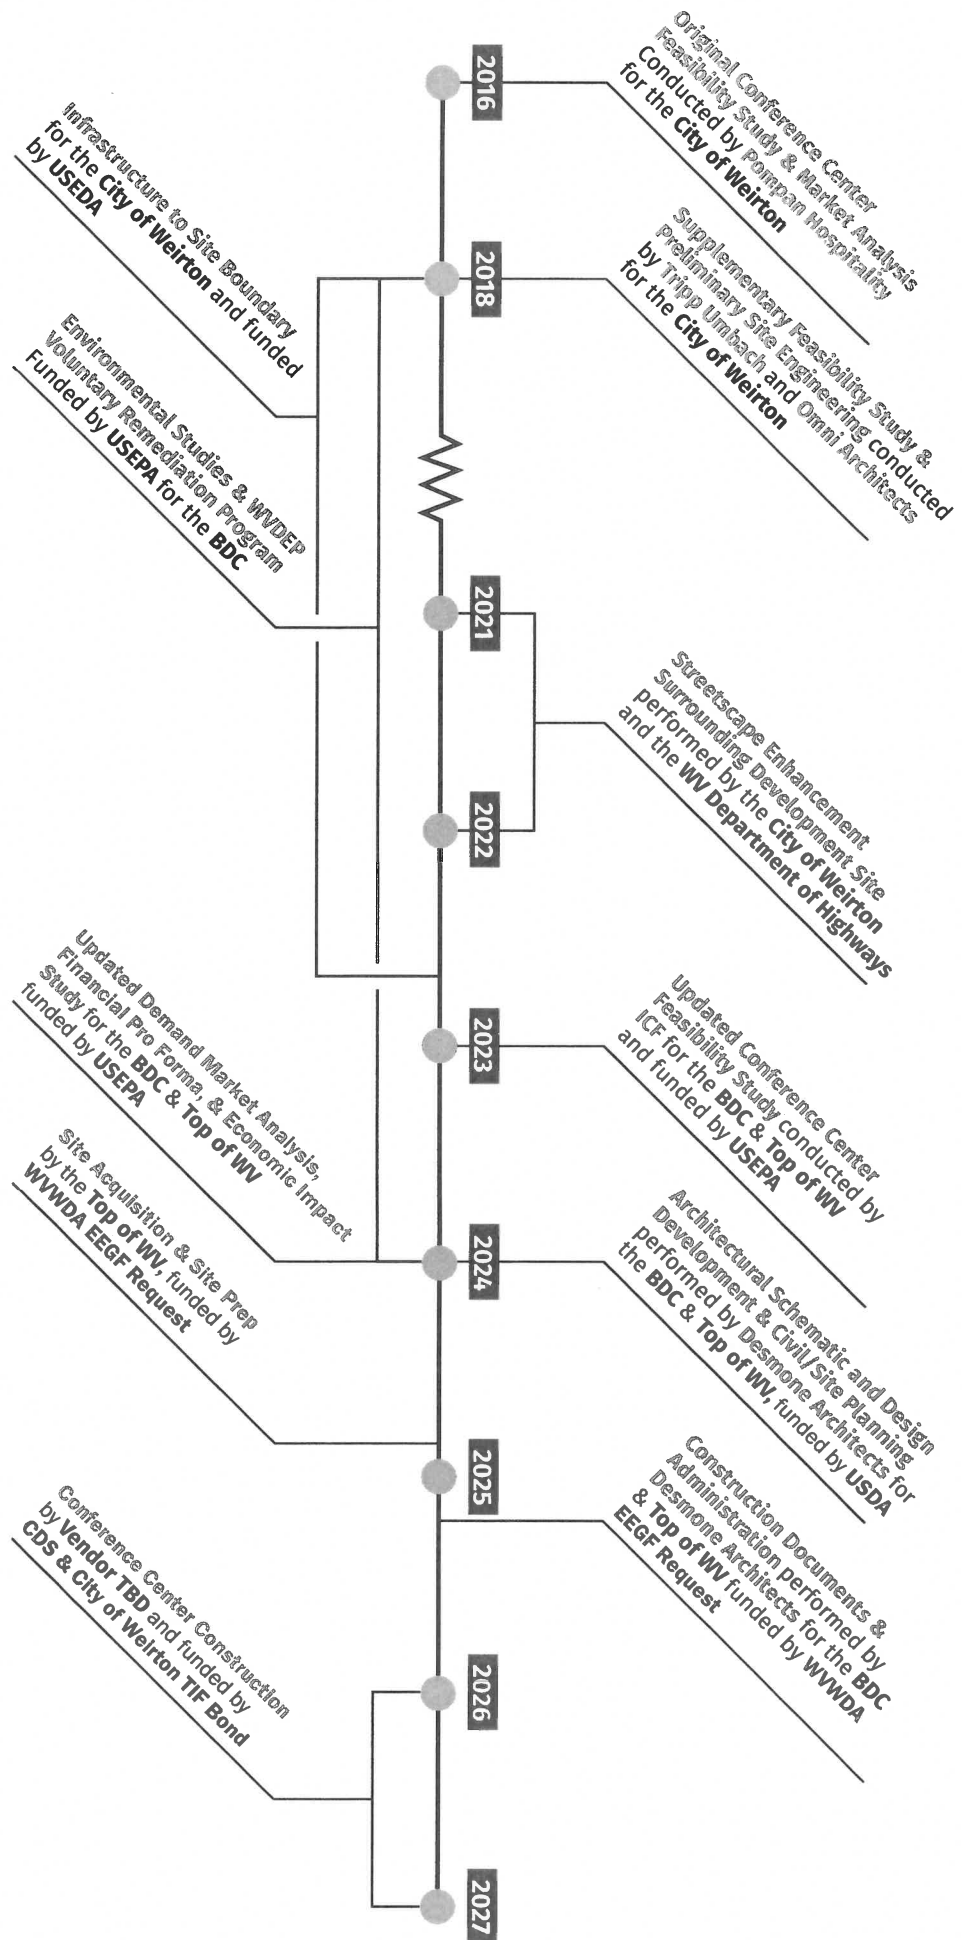 2016
2018
2021
2022
2023
2024
2025
2026
2027
Original Conference Center
Feasibility Study & Market Analysis
Conducted by Pompan Hospitality
for the City of Weirton
Supplementary Feasibility Study &
Preliminary Site Engineering conducted
by Tripp Umbach and Omni Architects
for the City of Weirton
Streetscape Enhancement
Surrounding Development Site
performed by the City of Weirton
and the WV Department of Highways
Updated Conference Center
Feasibility Study conducted by
ICF for the BDC & Top of WV
and funded by USEPA
Architectural Schematic and Design
Development & Civil/Site Planning
performed by Desmone Architects for
the BDC & Top of WV, funded by USDA
Construction Documents &
Administration performed by
Desmone Architects for the BDC
& Top of WV funded by WVWDA
EEGF Request
Infrastructure to Site Boundary
for the City of Weirton and funded
by USEDA
Environmental Studies & WVDEP
Voluntary Remediation Program
Funded by USEPA for the BDC
Updated Demand Market Analysis,
Financial Pro Forma, & Economic Impact
Study for the BDC & Top of WV
funded by USEPA
Site Acquisition & Site Prep
by the Top of WV, funded by
WVWDA EEGF Request
Conference Center Construction
by Vendor TBD and funded by
CDS & City of Weirton TIF Bond